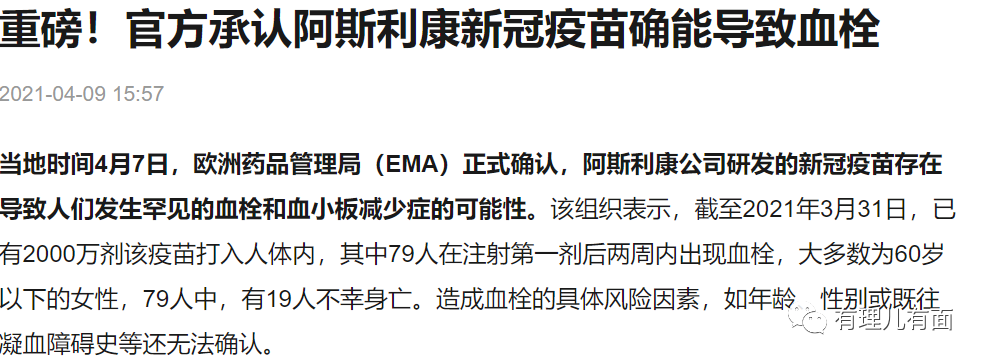 重磅！官方承认阿斯利康新冠疫苗确能导致血栓
2021-04-09 15:57
当地时间4月7日，欧洲药品管理局（EMA）正式确认，阿斯利康公司研发的新冠疫苗存在
导致人们发生罕见的血栓和血小板减少症的可能性。该组织表示，截至2021年3月31日，已
有2000万剂该疫苗打入人体内，其中79人在注射第一剂后两周内出现血栓，大多数为60岁
以下的女性，79人中，有19人不幸身亡。造成血栓的具体风险因素，如年龄、性别或既往
凝血障碍史等还无法确认。
有理儿有面